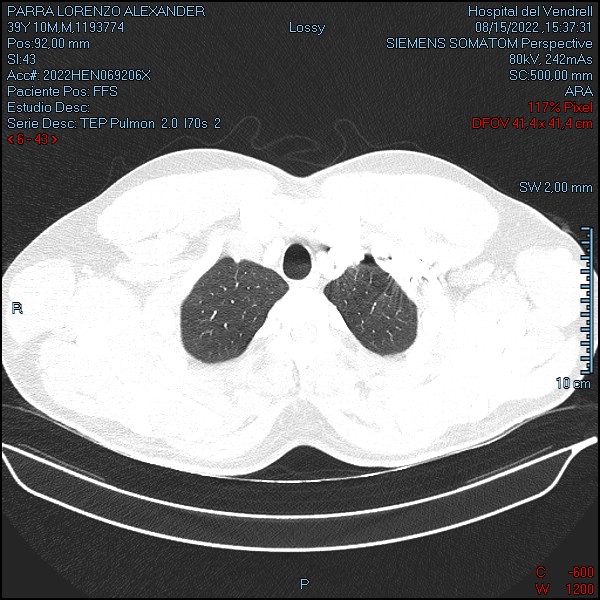 PARRA LORENZO ALEXANDER
39Y 10M,M,1193774
Pos:92,00 mm
SI:43
Acc#: 2022HEN069206X
Paciente Pos: FFS
Estudio Desc:
Serie Desc: TEP Pulmon 2.0 I70s 2
< 6 - 43 >
Lossy
Hospital del Vendrell
08/15/2022 ,15:37:31
SIEMENS SOMATOM Perspective
80kV, 242mAs
SC:500,00 mm
ARA
117% Pixel
DFOV 41,4 x 41,4 cm
SW 2,00 mm
R
10 cm
P
C -600
W 1200